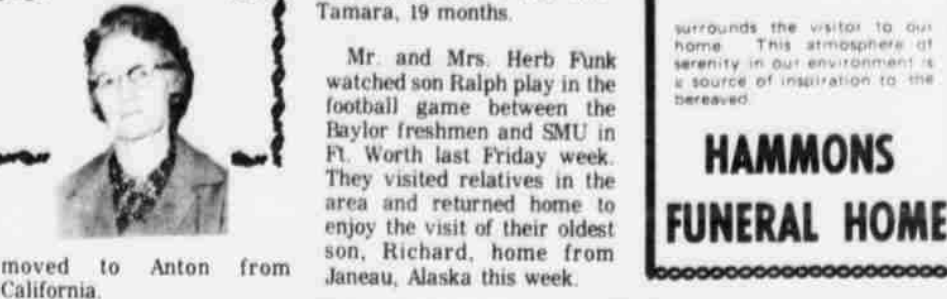 moved to Anton from
California.
Tamara, 19 months.
Mr. and Mrs. Herb Funk
watched son Ralph play in the
football game between the
Baylor freshmen and SMU in
Ft. Worth last Friday week.
They visited relatives in the
area and returned home to
enjoy the visit of their oldest
son, Richard, home from
Janeau, Alaska this week.
surrounds the visitor to our
home. This atmosphere of
serenity in our environment is
a source of inspiration to the
bereaved.
HAMMONS
FUNERAL HOME